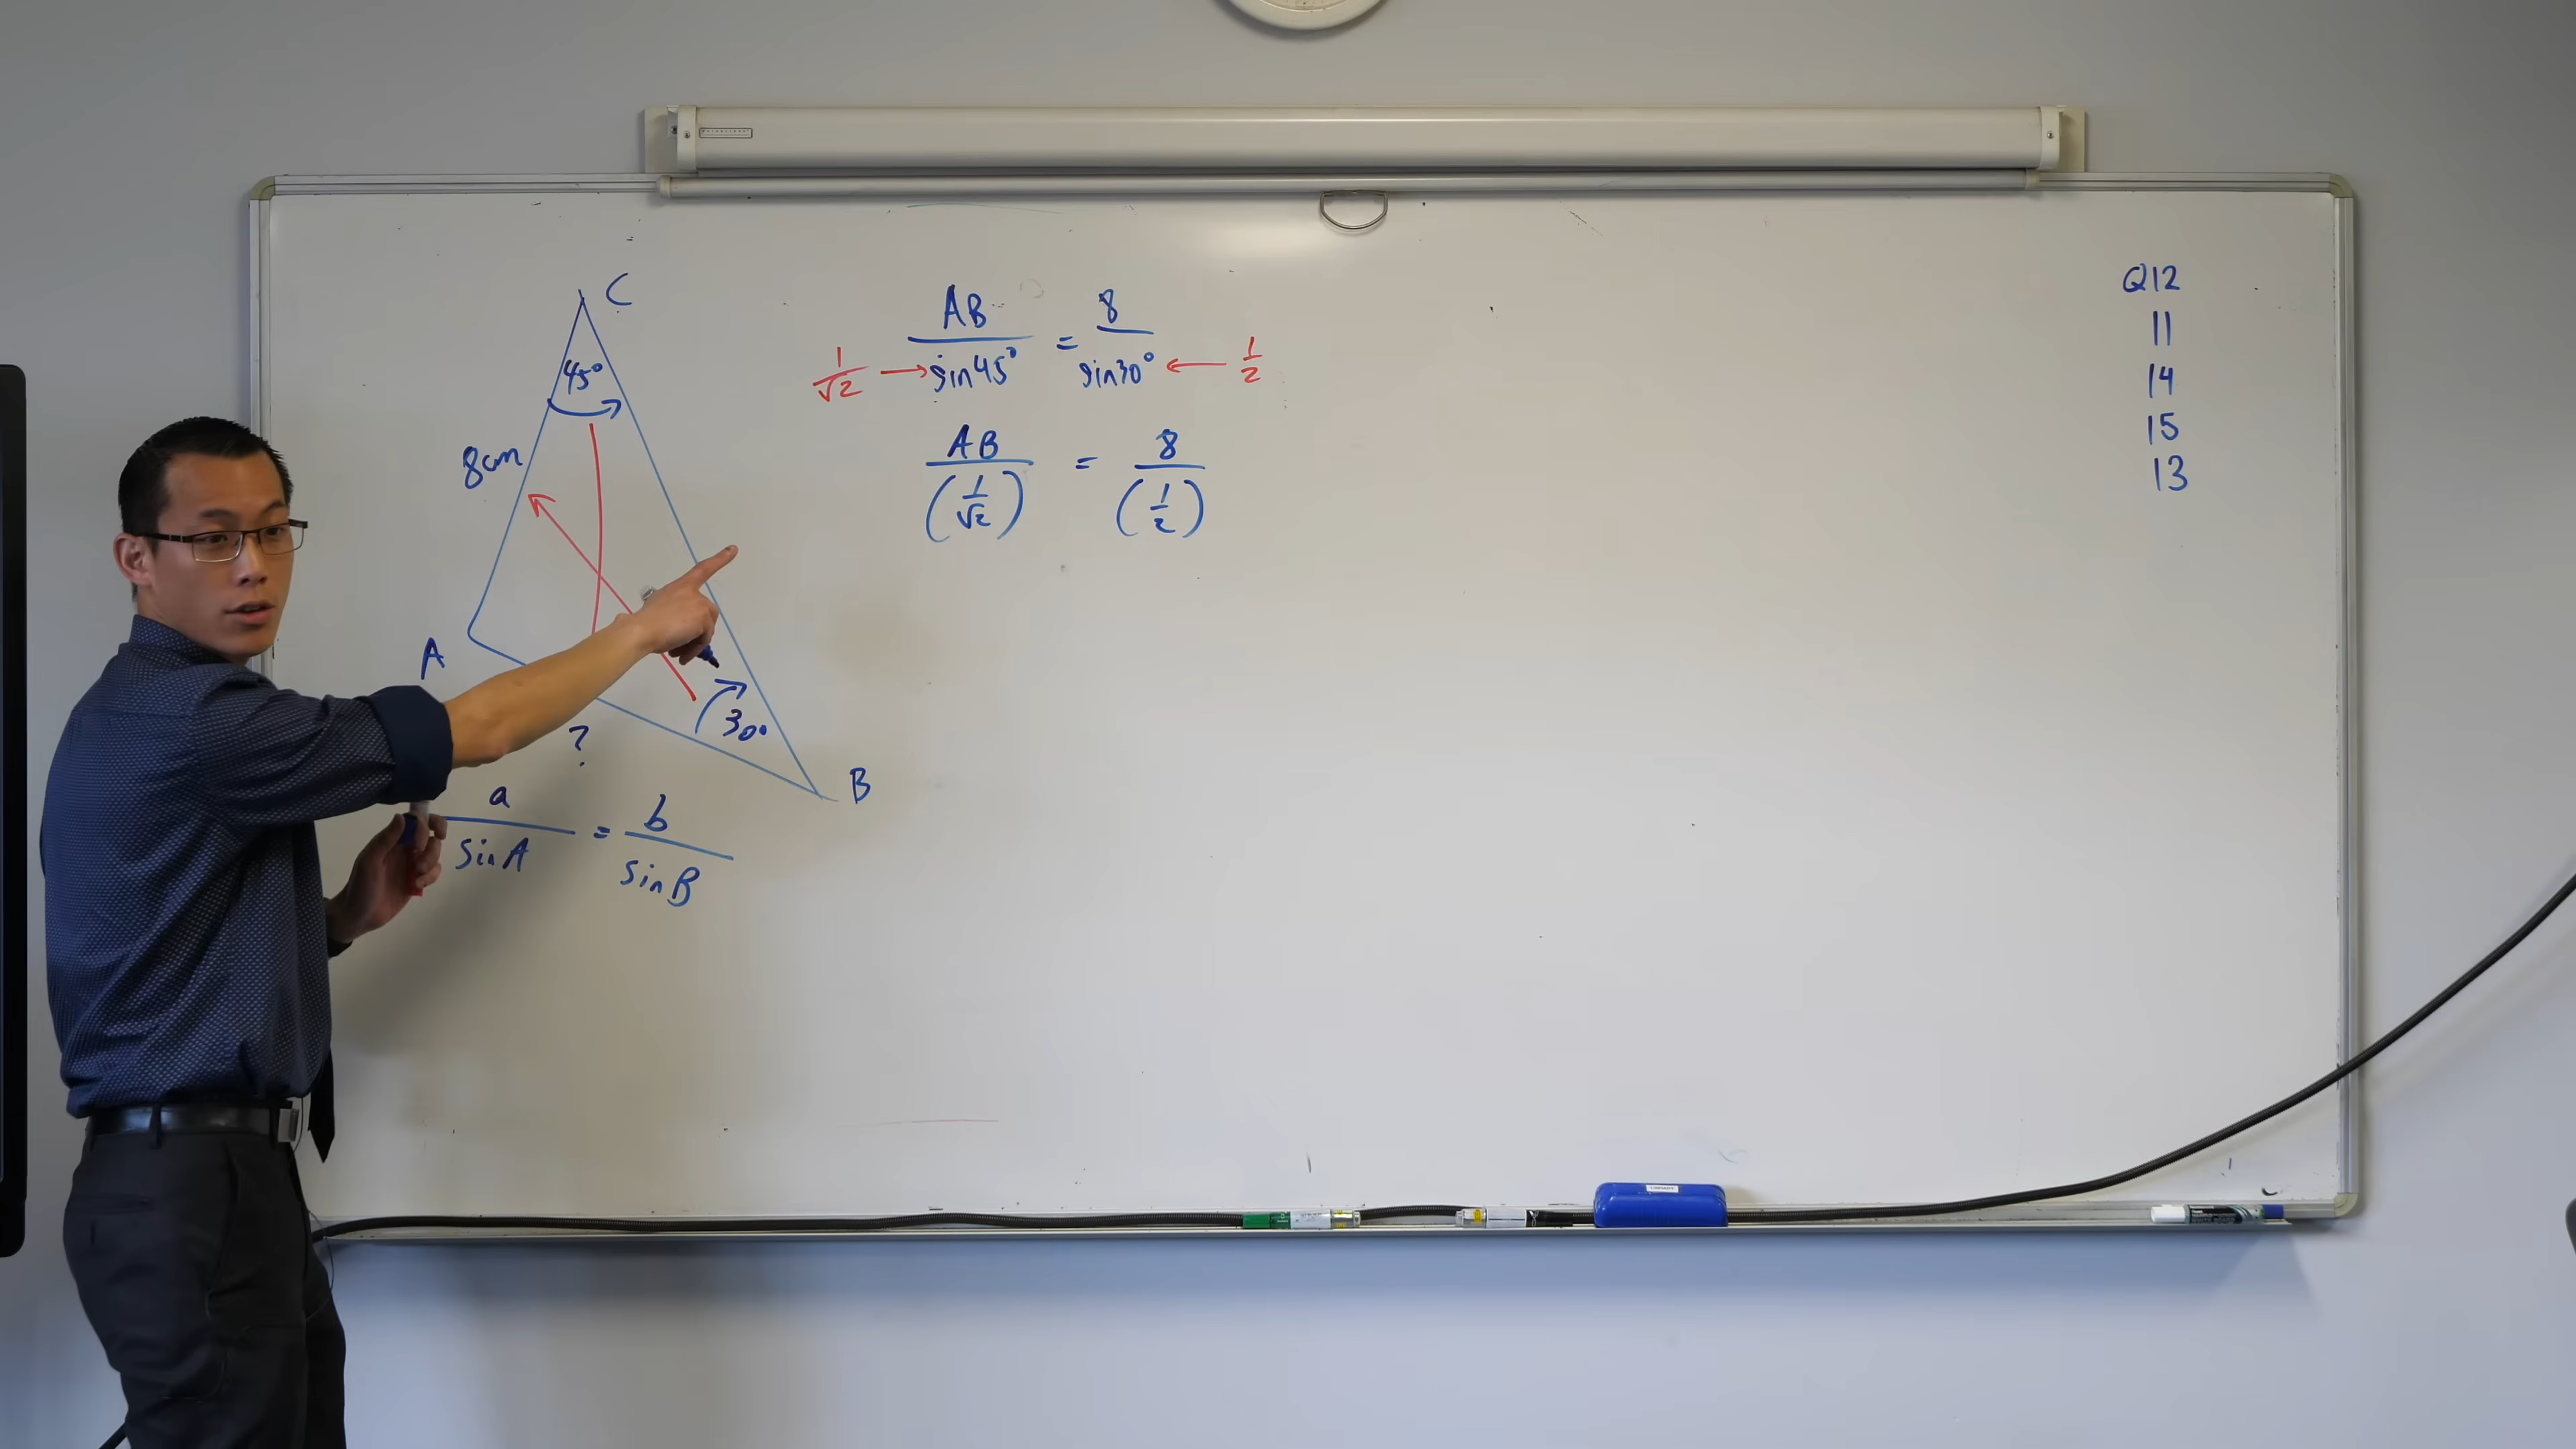 C
45°
8cm
A
?
30°
B
a/sinA = b/sinB
AB/sin45° = 8/sin30°
1/√2 → ← 1/2
AB/(1/√2) = 8/(1/2)
Q12
11
14
15
13